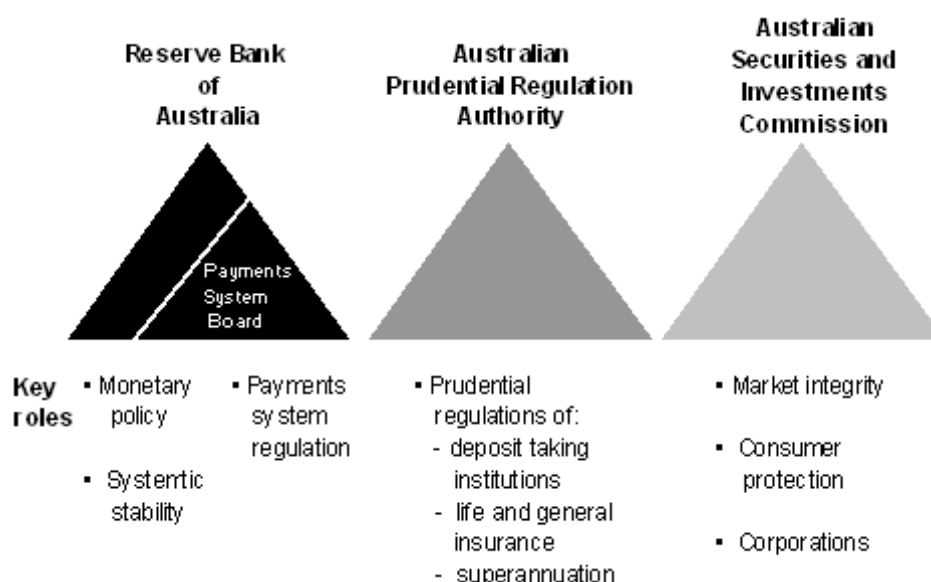 Reserve Bank
of
Australia
Australian
Prudential Regulation
Authority
Australian
Securities and
Investments
Commission
Payments
System
Board
Key
roles
▪ Monetary
policy
▪ Systemtic
stability
▪ Payments
system
regulation
▪ Prudential
regulations of:
- deposit taking
institutions
- life and general
insurance
- superannuation
▪ Market integrity
▪ Consumer
protection
▪ Corporations